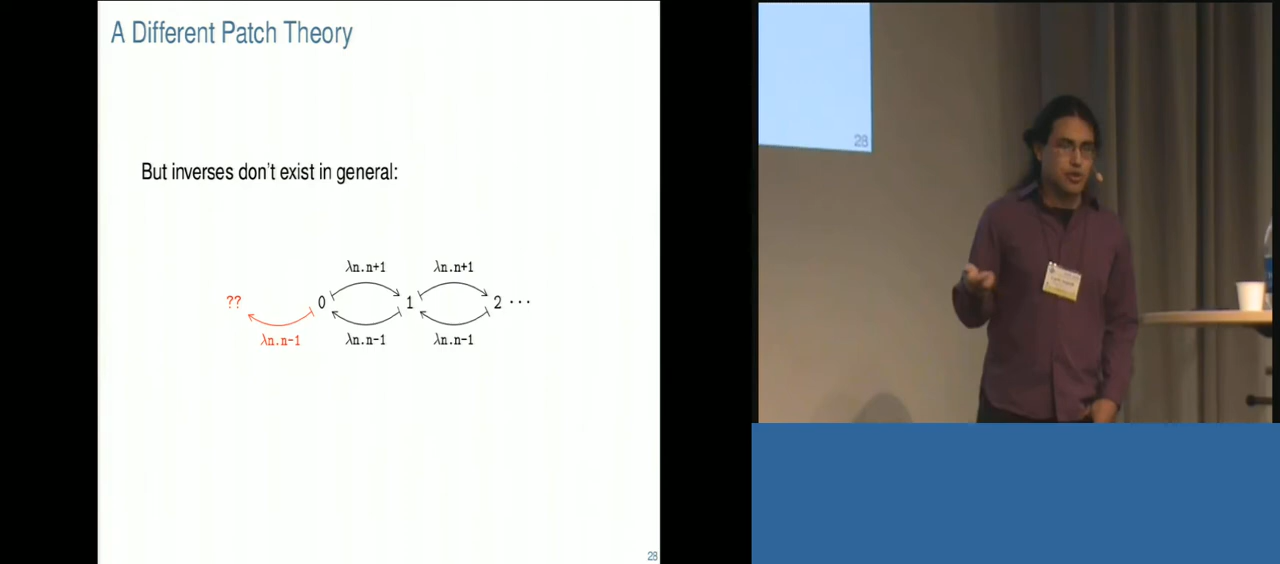 A Different Patch Theory
But inverses don't exist in general:
λn.n+1 λn.n+1
?? 0 1 2 ···
λn.n-1 λn.n-1 λn.n-1
28
28